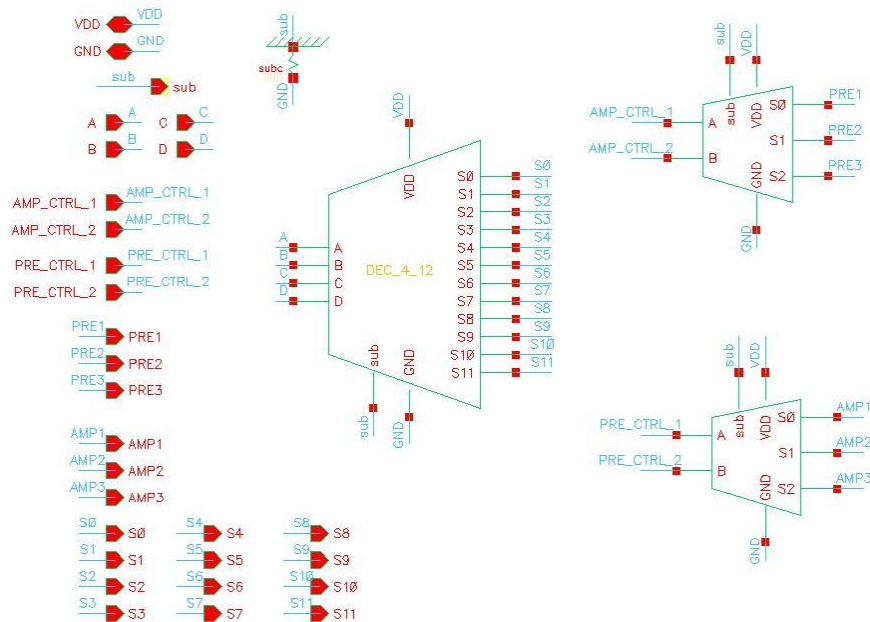 VDD VDD
GND GND
sub sub
A A C C
B B D D
AMP_CTRL_1 AMP_CTRL_1
AMP_CTRL_2 AMP_CTRL_2
PRE_CTRL_1 PRE_CTRL_1
PRE_CTRL_2 PRE_CTRL_2
PRE1 PRE1
PRE2 PRE2
PRE3 PRE3
AMP1 AMP1
AMP2 AMP2
AMP3 AMP3
S0 S0 S4 S4 S8 S8
S1 S1 S5 S5 S9 S9
S2 S2 S6 S6 S10 S10
S3 S3 S7 S7 S11 S11
sub
subc
GND
VDD
VDD
A A
B B
C C
D D
DEC_4_12
S0 S0
S1 S1
S2 S2
S3 S3
S4 S4
S5 S5
S6 S6
S7 S7
S8 S8
S9 S9
S10 S10
S11 S11
sub GND
sub GND
sub VDD
AMP_CTRL_1 A sub VDD S0 PRE1
S1 PRE2
AMP_CTRL_2 B GND S2 PRE3
GND
sub VDD
PRE_CTRL_1 A sub VDD S0 AMP1
S1 AMP2
PRE_CTRL_2 B GND S2 AMP3
GND